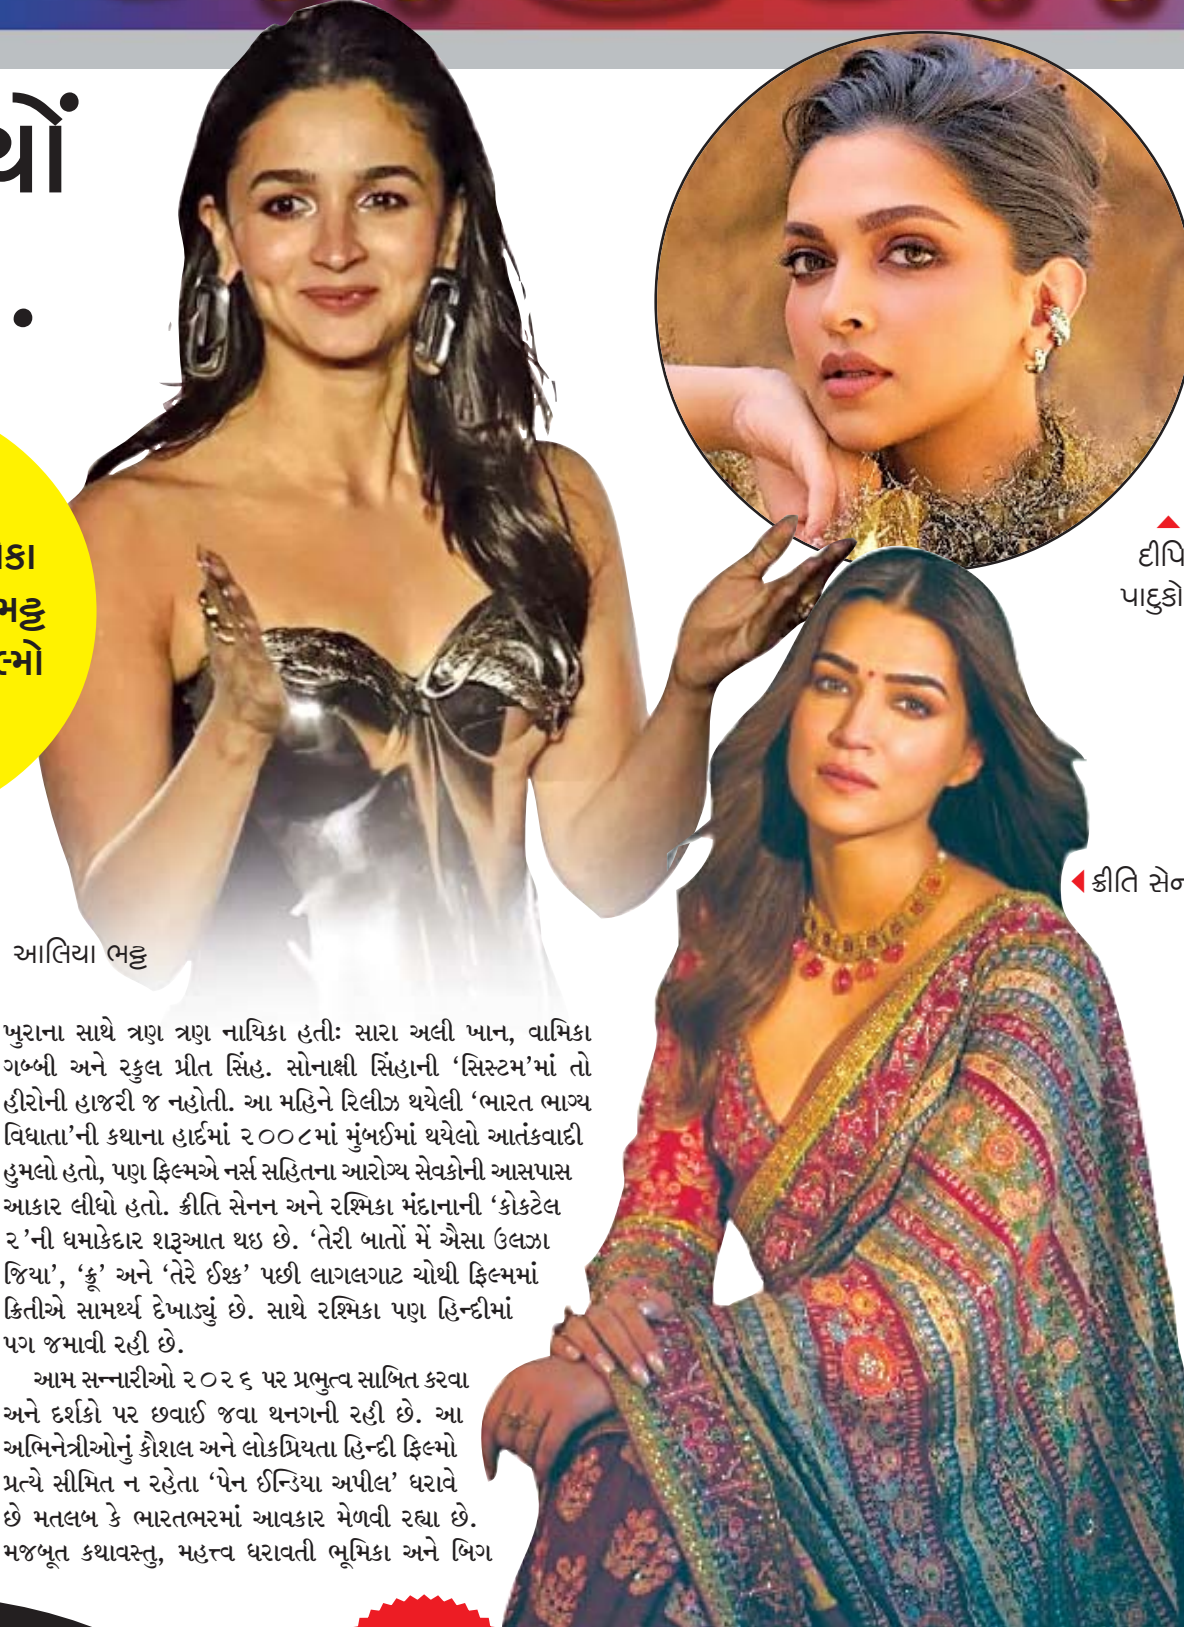 થોં
.
કા
ભટ્ટ
લ્મો
દીપિ
પાદુકો
ક્રીતિ સેન
આલિયા ભટ્ટ
ખુરાના સાથે ત્રણ ત્રણ નાયિકા હતીઃ સારા અલી ખાન, વામિકા
ગબ્બી અને રકુલ પ્રીત સિંહ. સોનાક્ષી સિંહાની ‘સિસ્ટમ’માં તો
હીરોની હાજરી જ નહોતી. આ મહિને રિલીઝ થયેલી ‘ભારત ભાગ્ય
વિધાતા’ની કથાના હાર્દમાં ૨૦૦૮માં મુંબઈમાં થયેલો આતંકવાદી
હુમલો હતો, પણ ફિલ્મએ નર્સ સહિતના આરોગ્ય સેવકોની આસપાસ
આકાર લીધો હતો. ક્રીતિ સેનન અને રશ્મિકા મંદાનાની ‘કોકટેલ
૨’ની ધમાકેદાર શરૂઆત થઇ છે. ‘તેરી બાતોં મેં ઐસા ઉલઝા
જિયા’, ‘ક્રૂ’ અને ‘તેરે ઈશ્ક’ પછી લાગલગાટ ચોથી ફિલ્મમાં
ક્રિતીએ સામર્થ્ય દેખાડ્યું છે. સાથે રશ્મિકા પણ હિન્દીમાં
પગ જમાવી રહી છે.
આમ સન્નારીઓ ૨૦૨૬ પર પ્રભુત્વ સાબિત કરવા
અને દર્શકો પર છવાઈ જવા થનગની રહી છે. આ
અભિનેત્રીઓનું કૌશલ અને લોકપ્રિયતા હિન્દી ફિલ્મો
પ્રત્યે સીમિત ન રહેતા ‘પેન ઈન્ડિયા અપીલ’ ધરાવે
છે મતલબ કે ભારતભરમાં આવકાર મેળવી રહ્યા છે.
મજબૂત કથાવસ્તુ, મહત્ત્વ ધરાવતી ભૂમિકા અને બિગ